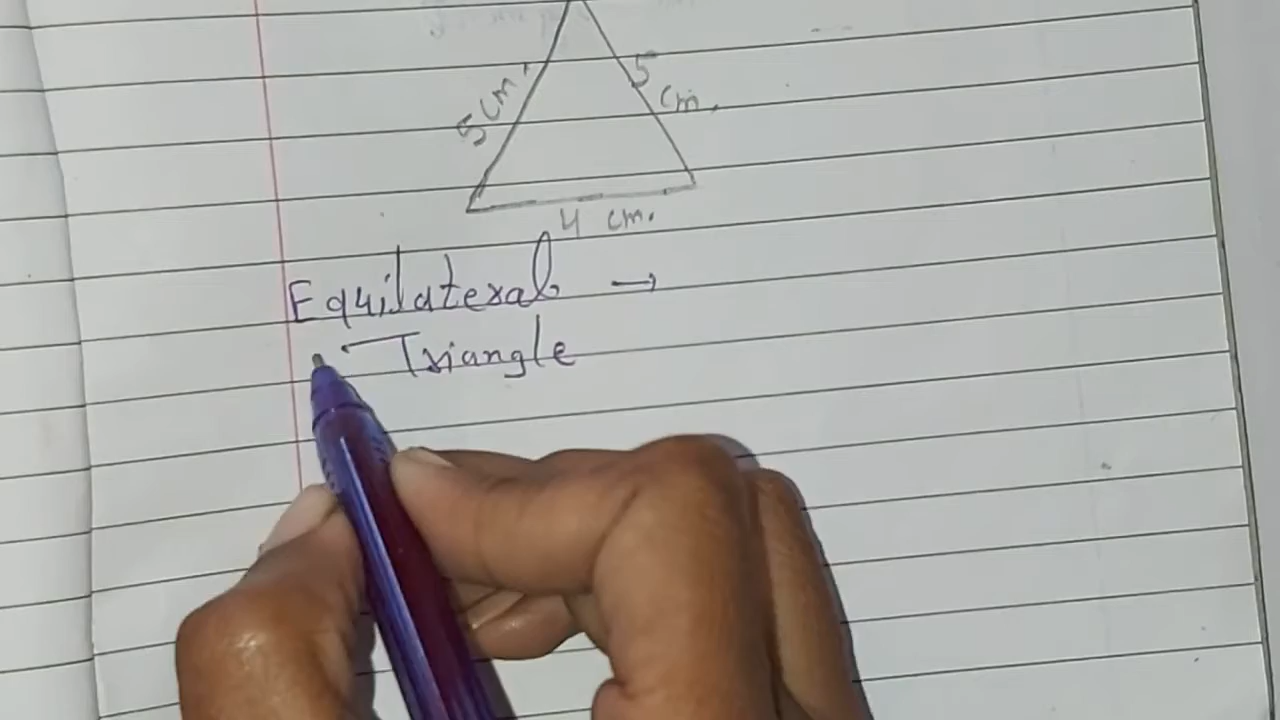 5cm.
5
cm.
4 cm.
Equilateral →
Triangle